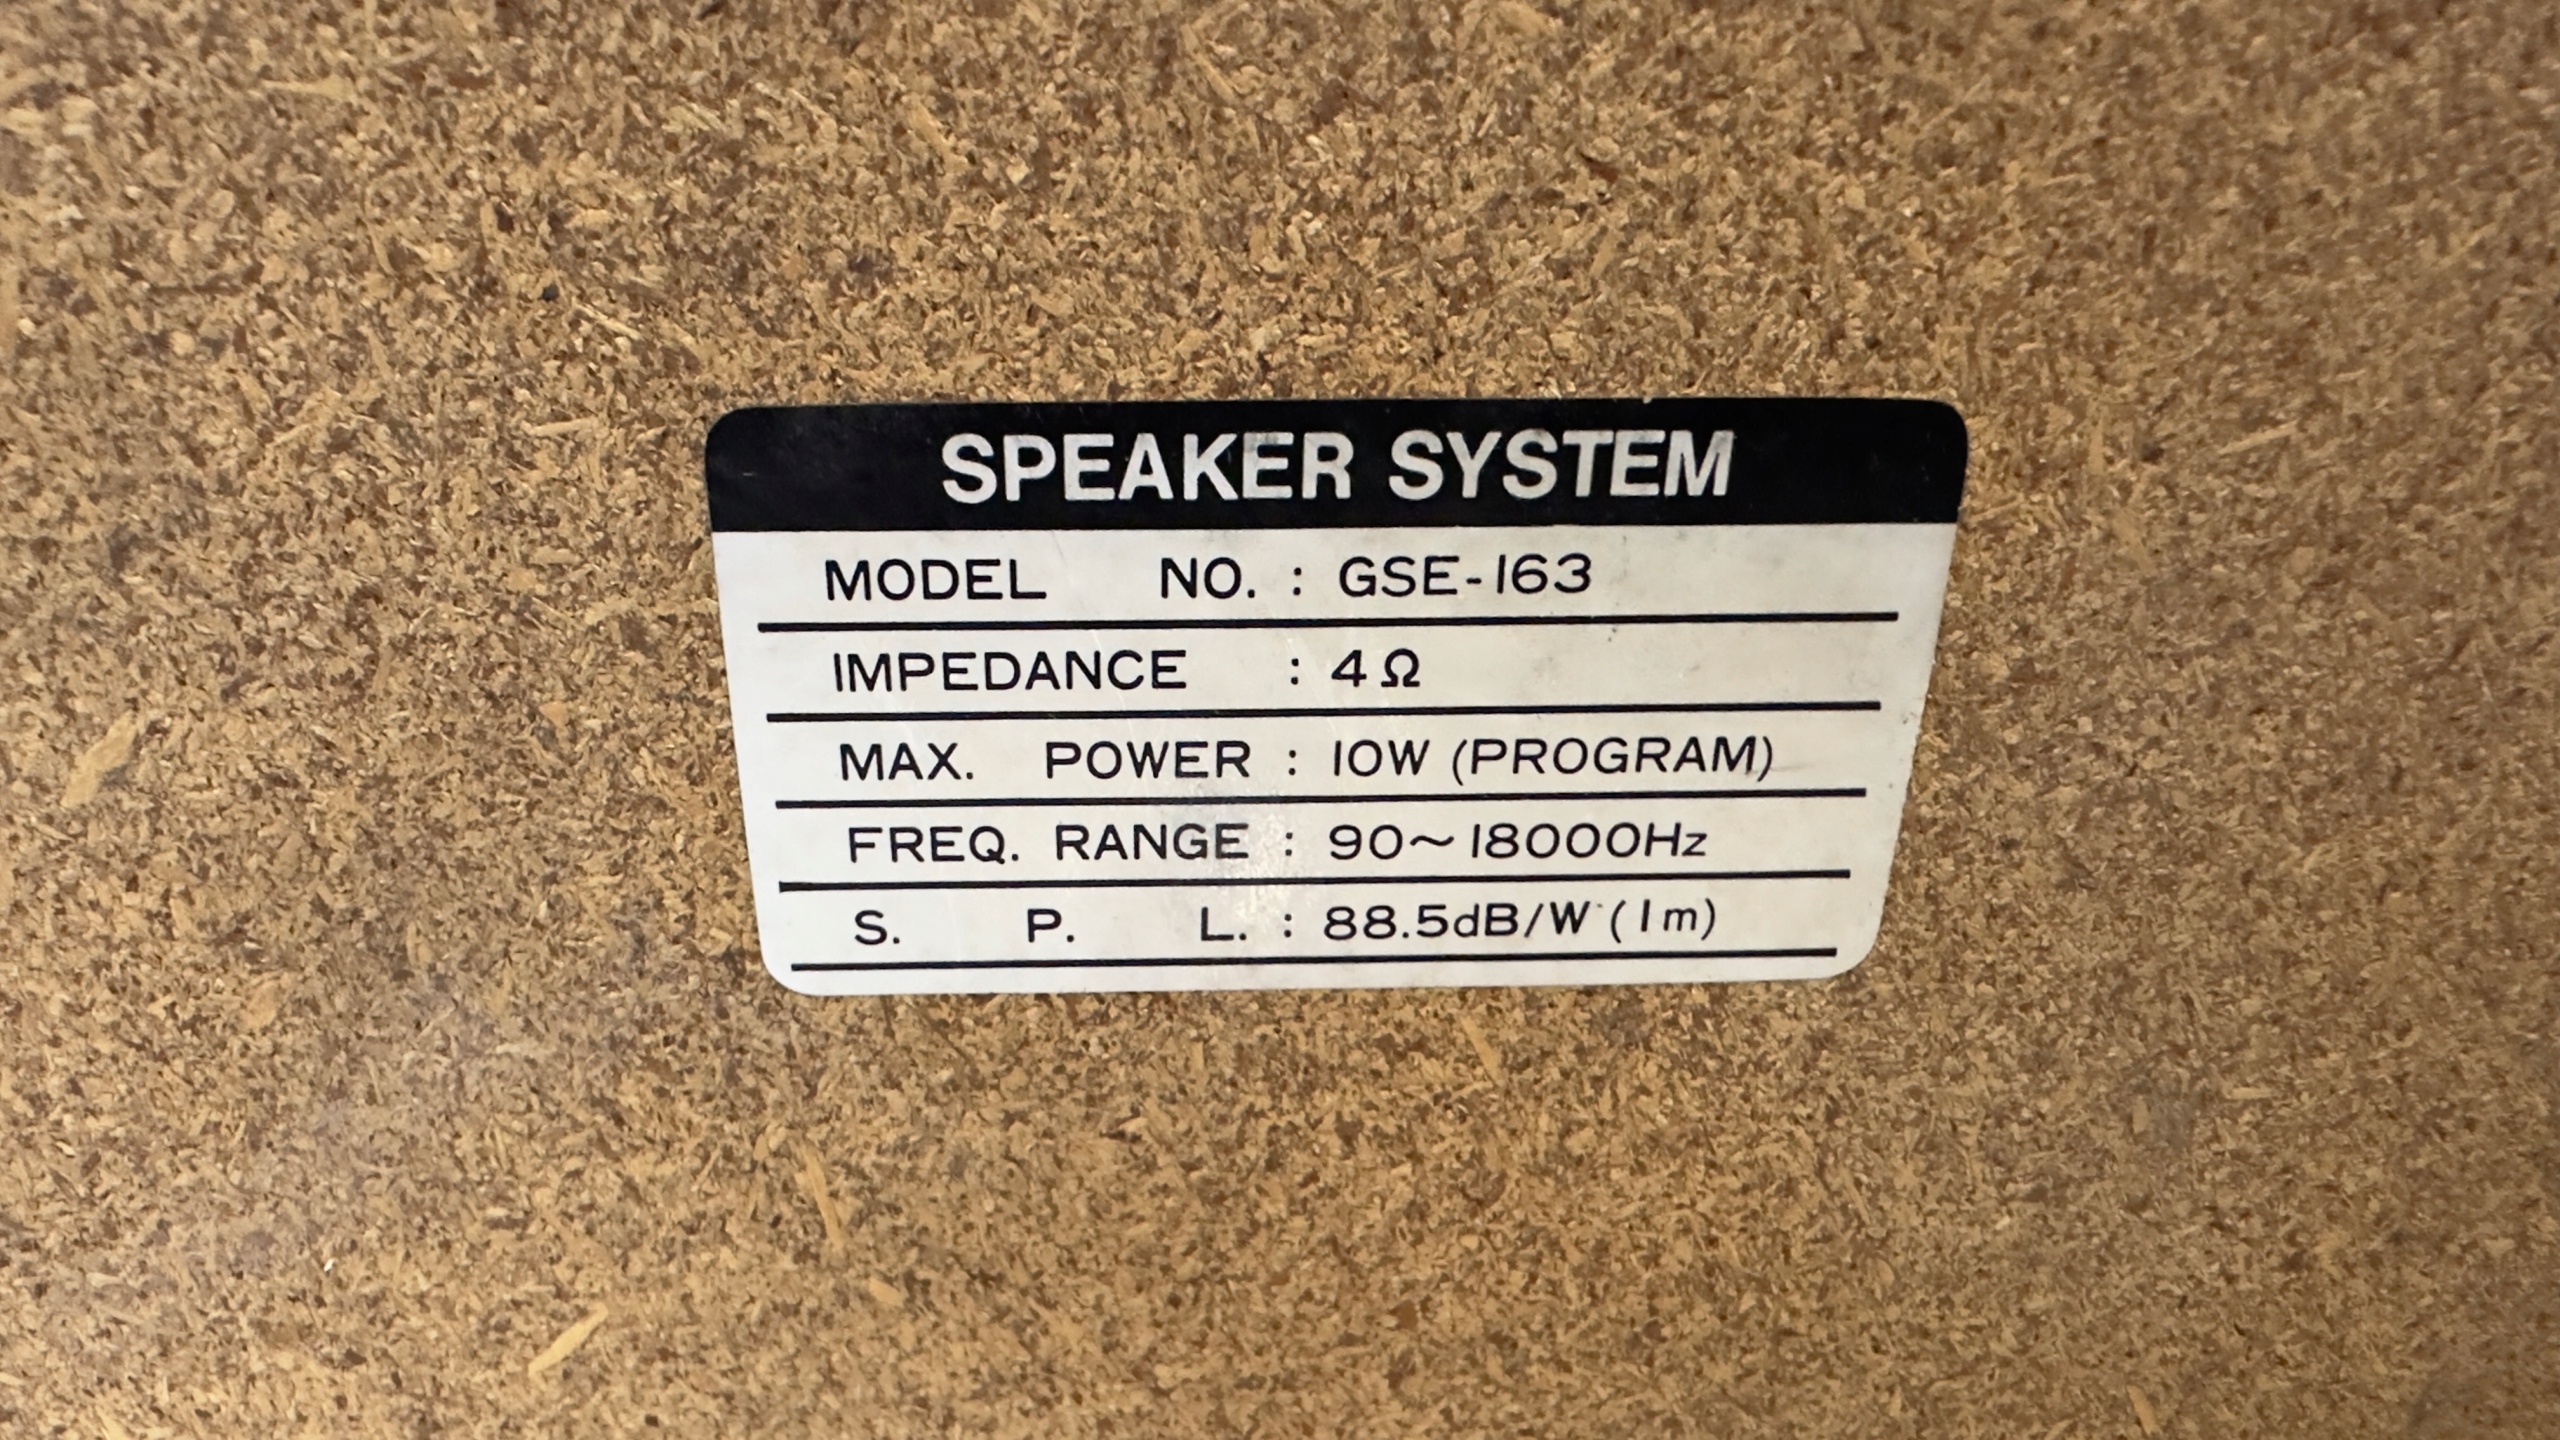 SPEAKER SYSTEM
MODEL NO. : GSE-163
IMPEDANCE : 4Ω
MAX. POWER : 10W (PROGRAM)
FREQ. RANGE : 90~18000Hz
S. P. L. : 88.5dB/W (1m)